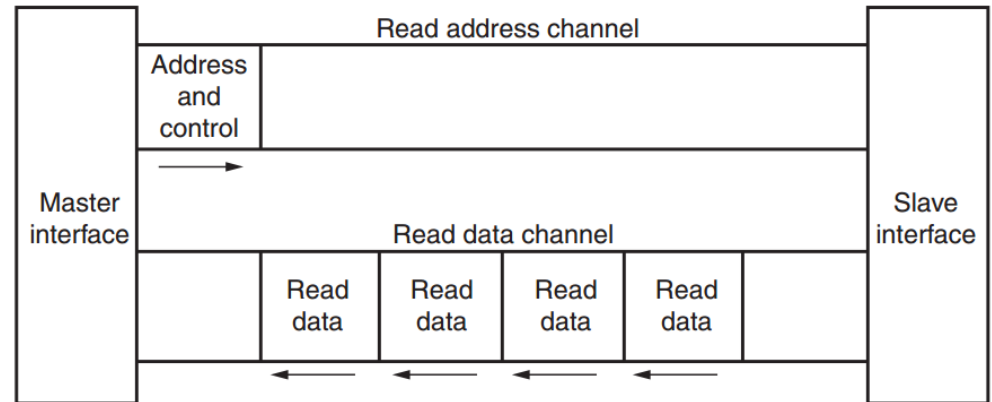 Read address channel
Address
and
control
Master
interface
Slave
interface
Read data channel
Read
data
Read
data
Read
data
Read
data